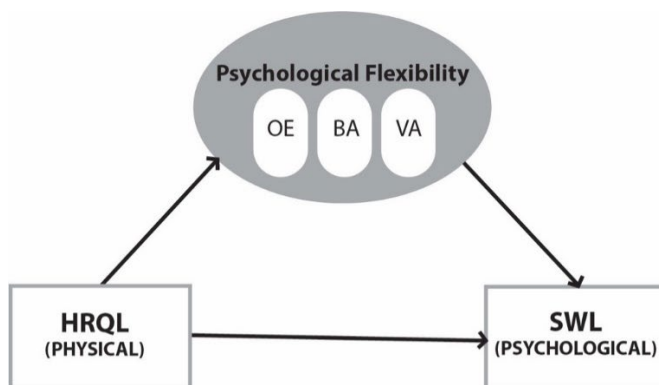 Psychological Flexibility
OE BA VA
HRQL
(PHYSICAL)
SWL
(PSYCHOLOGICAL)